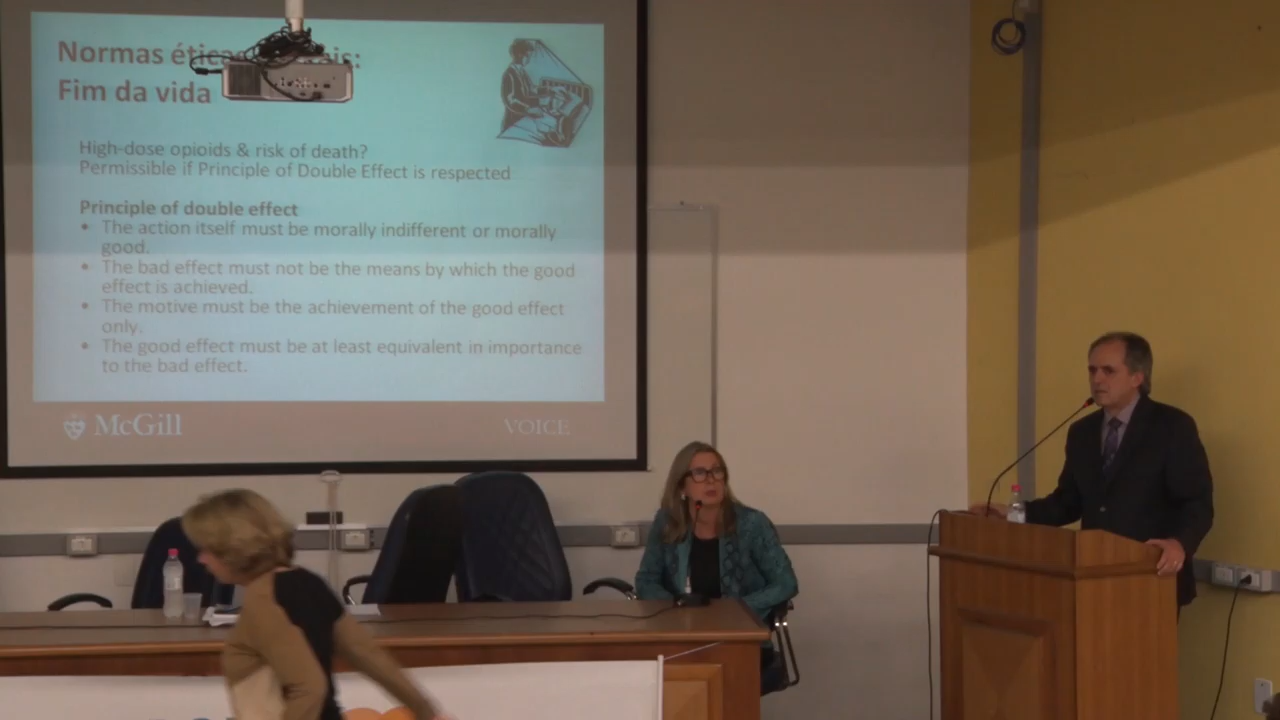 Normas éticas
Fim da vida
High-dose opioids & risk of death?
Permissible if Principle of Double Effect is respected
Principle of double effect
• The action itself must be morally indifferent or morally
good.
• The bad effect must not be the means by which the good
effect is achieved.
• The motive must be the achievement of the good effect
only.
• The good effect must be at least equivalent in importance
to the bad effect.
McGill
VOICE